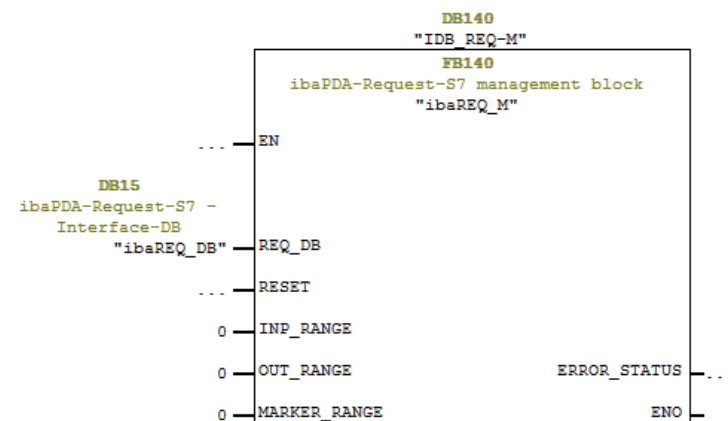 DB140
"IDB_REQ-M"
FB140
ibaPDA-Request-S7 management block
"ibaREQ_M"
... EN
DB15
ibaPDA-Request-S7 -
Interface-DB
"ibaREQ_DB" REQ_DB
... RESET
0 INP_RANGE
0 OUT_RANGE ERROR_STATUS ...
0 MARKER_RANGE ENO